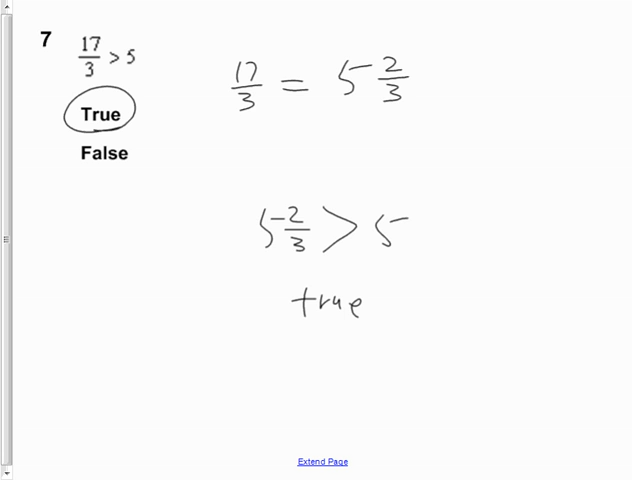 7 17/3 > 5
17/3 = 5 2/3
True
False
5 2/3 > 5
true
Extend Page